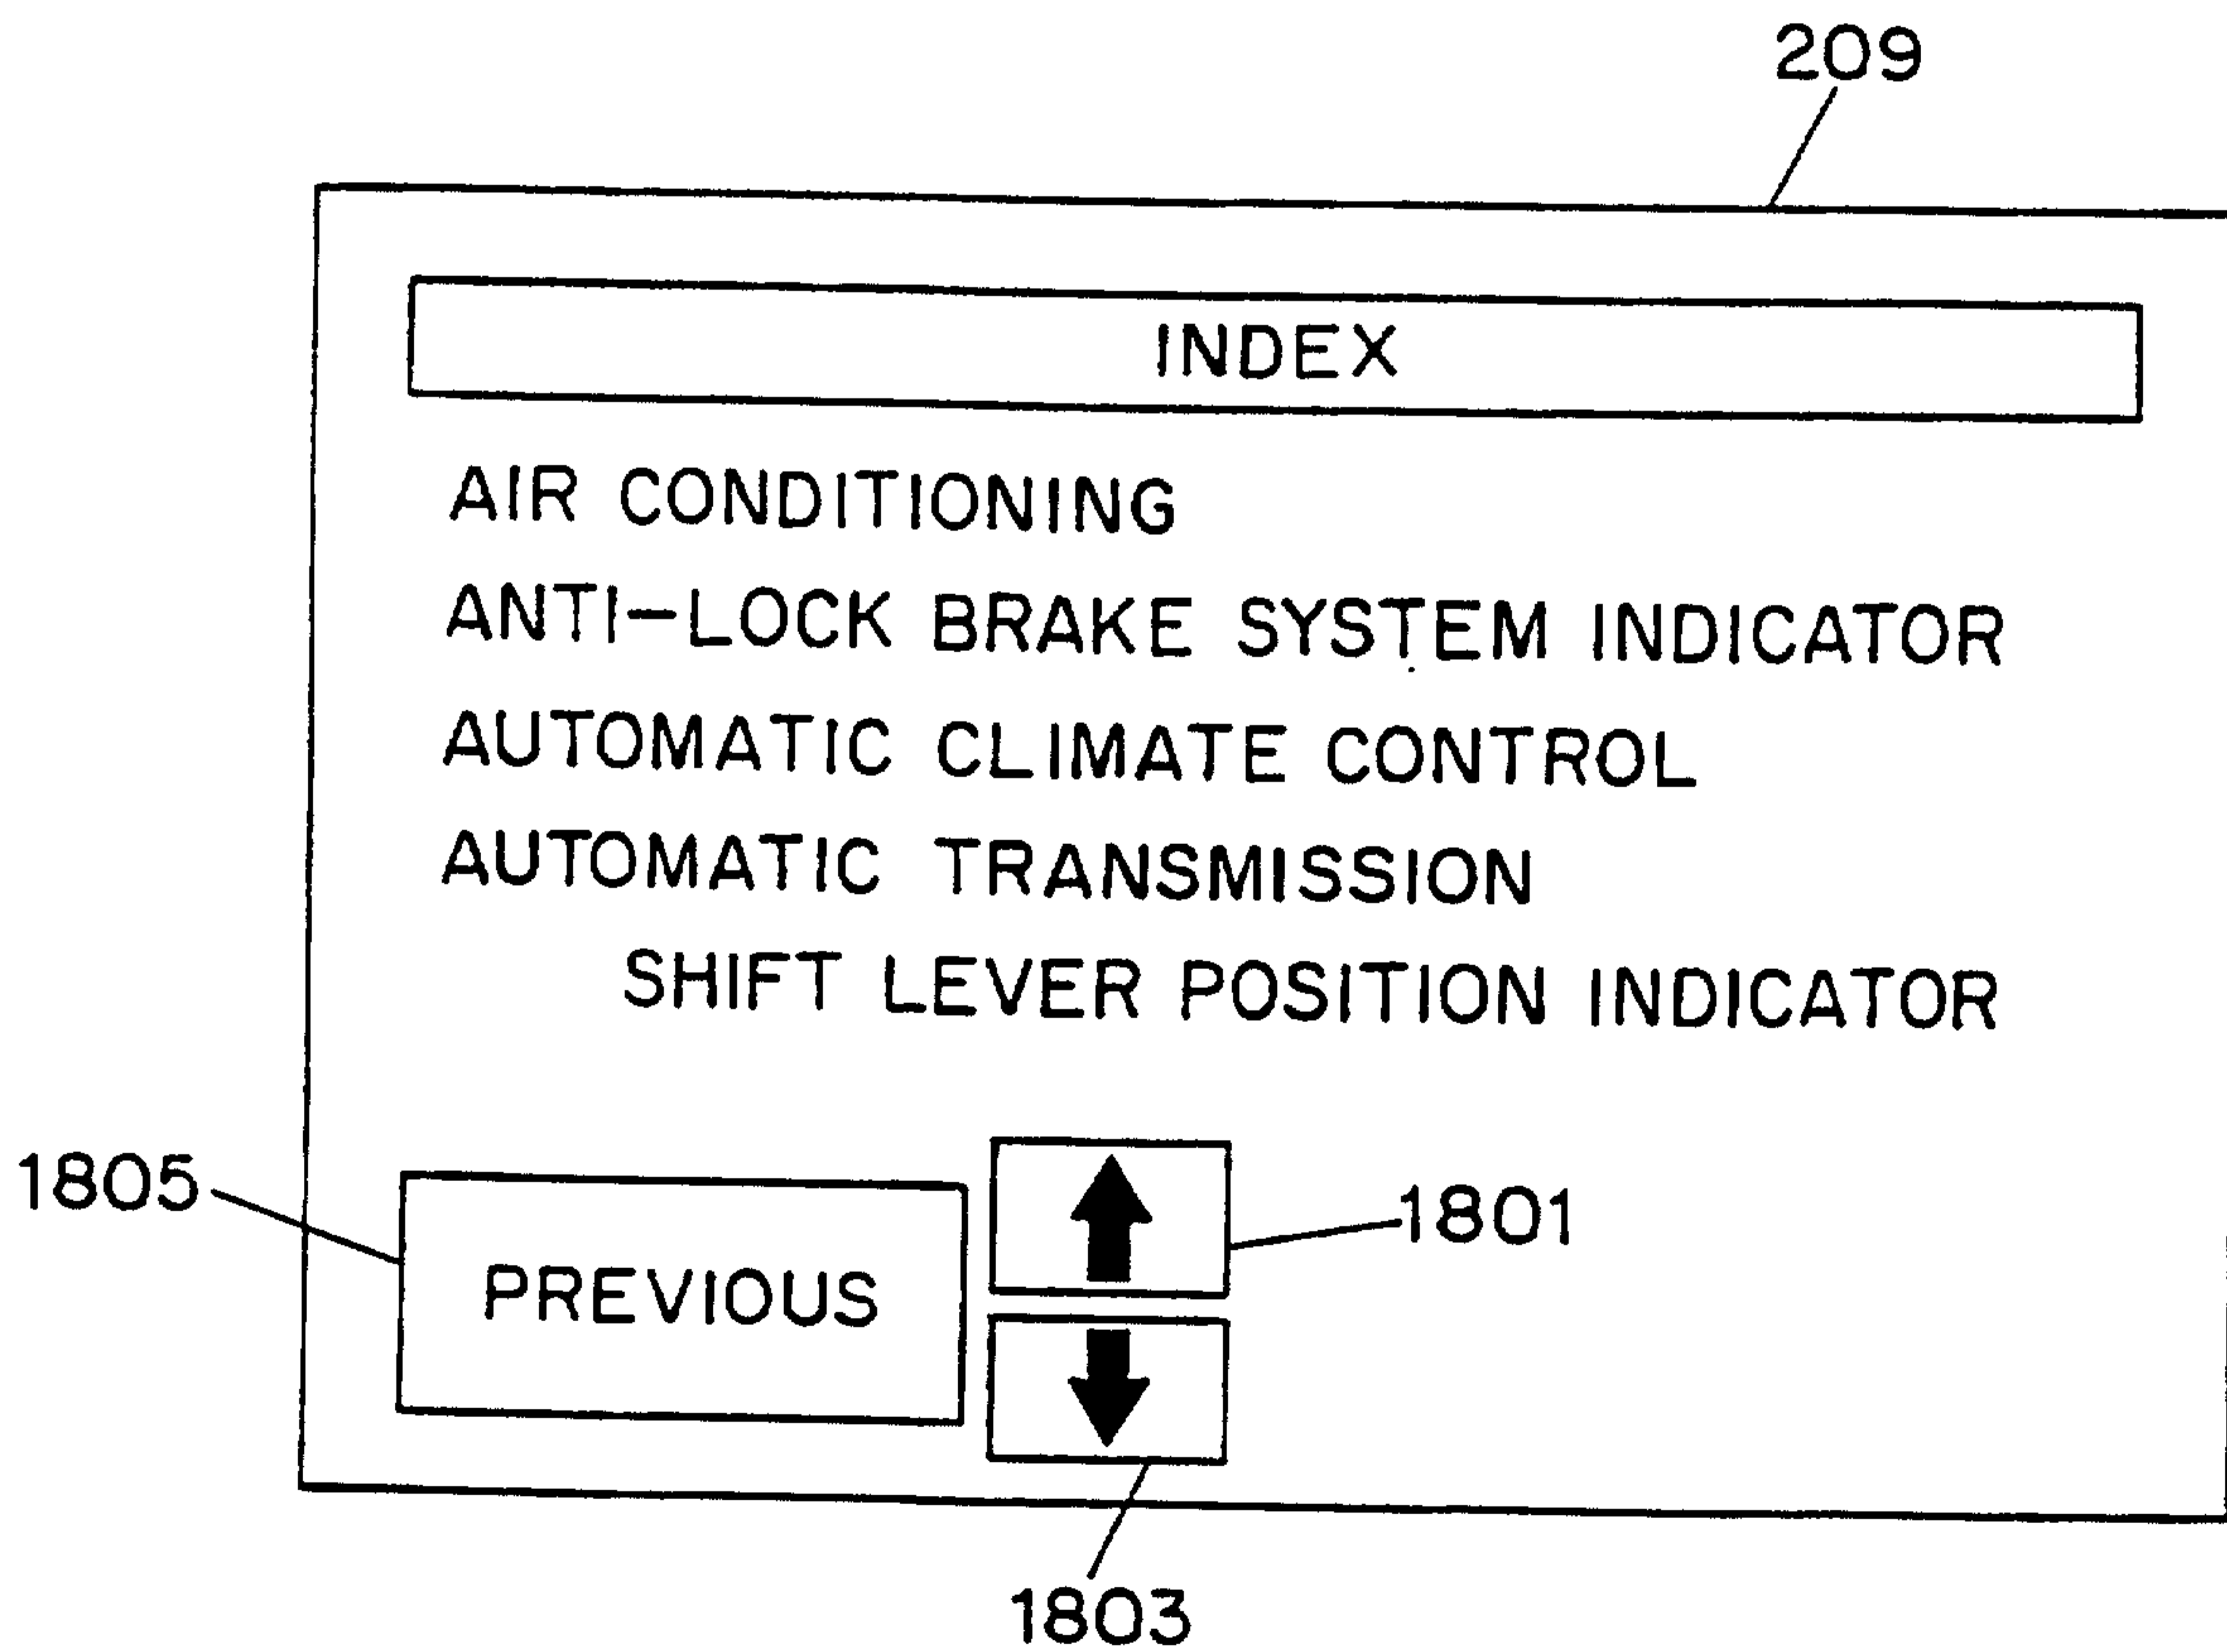 209
INDEX
AIR CONDITIONING
ANTI-LOCK BRAKE SYSTEM INDICATOR
AUTOMATIC CLIMATE CONTROL
AUTOMATIC TRANSMISSION
SHIFT LEVER POSITION INDICATOR
1805
PREVIOUS
1801
1803